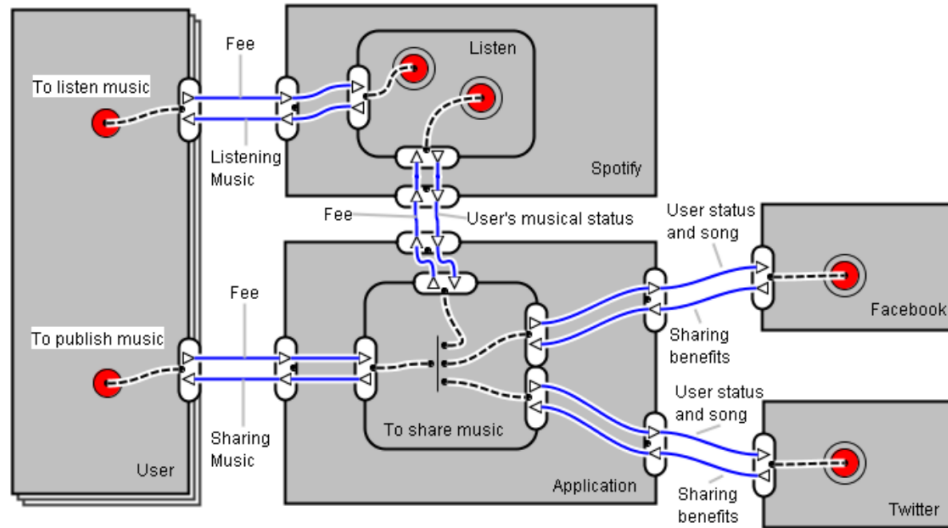 Fee
Listen
To listen music
Listening
Music
Spotify
Fee
User's musical status
User status
and song
Fee
Facebook
To publish music
Sharing
benefits
User status
and song
Sharing
Music
To share music
User
Application
Sharing
benefits
Twitter